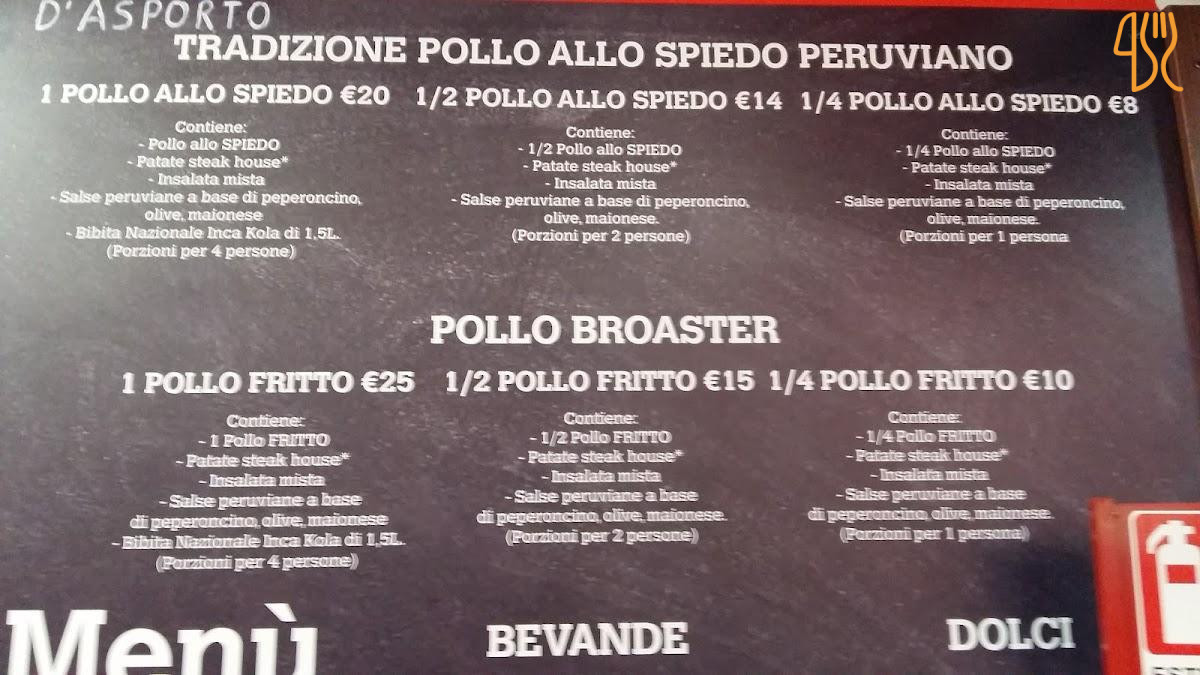 D'ASPORTO
TRADIZIONE POLLO ALLO SPIEDO PERUVIANO
1 POLLO ALLO SPIEDO €20
Contiene:
- Pollo allo SPIEDO
- Patate steak house*
- Insalata mista
- Salse peruviane a base di peperoncino,
olive, maionese
- Bibita Nazionale Inca Kola di 1,5L.
(Porzioni per 4 persone)
1/2 POLLO ALLO SPIEDO €14
Contiene:
- 1/2 Pollo allo SPIEDO
- Patate steak house*
- Insalata mista
- Salse peruviane a base di peperoncino,
olive, maionese.
(Porzioni per 2 persone)
1/4 POLLO ALLO SPIEDO €8
Contiene:
- 1/4 Pollo allo SPIEDO
- Patate steak house*
- Insalata mista
- Salse peruviane a base di peperoncino,
olive, maionese.
(Porzioni per 1 persona
POLLO BROASTER
1 POLLO FRITTO €25
Contiene:
- 1 Pollo FRITTO
- Patate steak house*
- Insalata mista
- Salse peruviane a base
di peperoncino, olive, maionese
- Bibita Nazionale Inca Kola di 1,5L.
(Porzioni per 4 persone)
1/2 POLLO FRITTO €15
Contiene:
- 1/2 Pollo FRITTO
- Patate steak house*
- Insalata mista
- Salse peruviane a base
di peperoncino, olive, maionese.
(Porzioni per 2 persone)
1/4 POLLO FRITTO €10
Contiene:
- 1/4 Pollo FRITTO
- Patate steak house*
- Insalata mista
- Salse peruviane a base
di peperoncino, olive, maionese.
(Porzioni per 1 persona)
Menù
BEVANDE
DOLCI